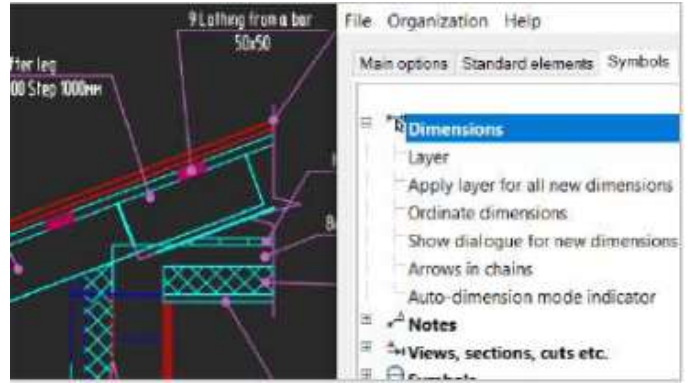 9 Lathing from a bar
50x50
fter leg
00 Step 1000мм
File Organization Help
Main options Standard elements Symbols
Dimensions
Layer
Apply layer for all new dimensions
Ordinate dimensions
Show dialogue for new dimensions
Arrows in chains
Auto-dimension mode indicator
Notes
Views, sections, cuts etc.
Symbols